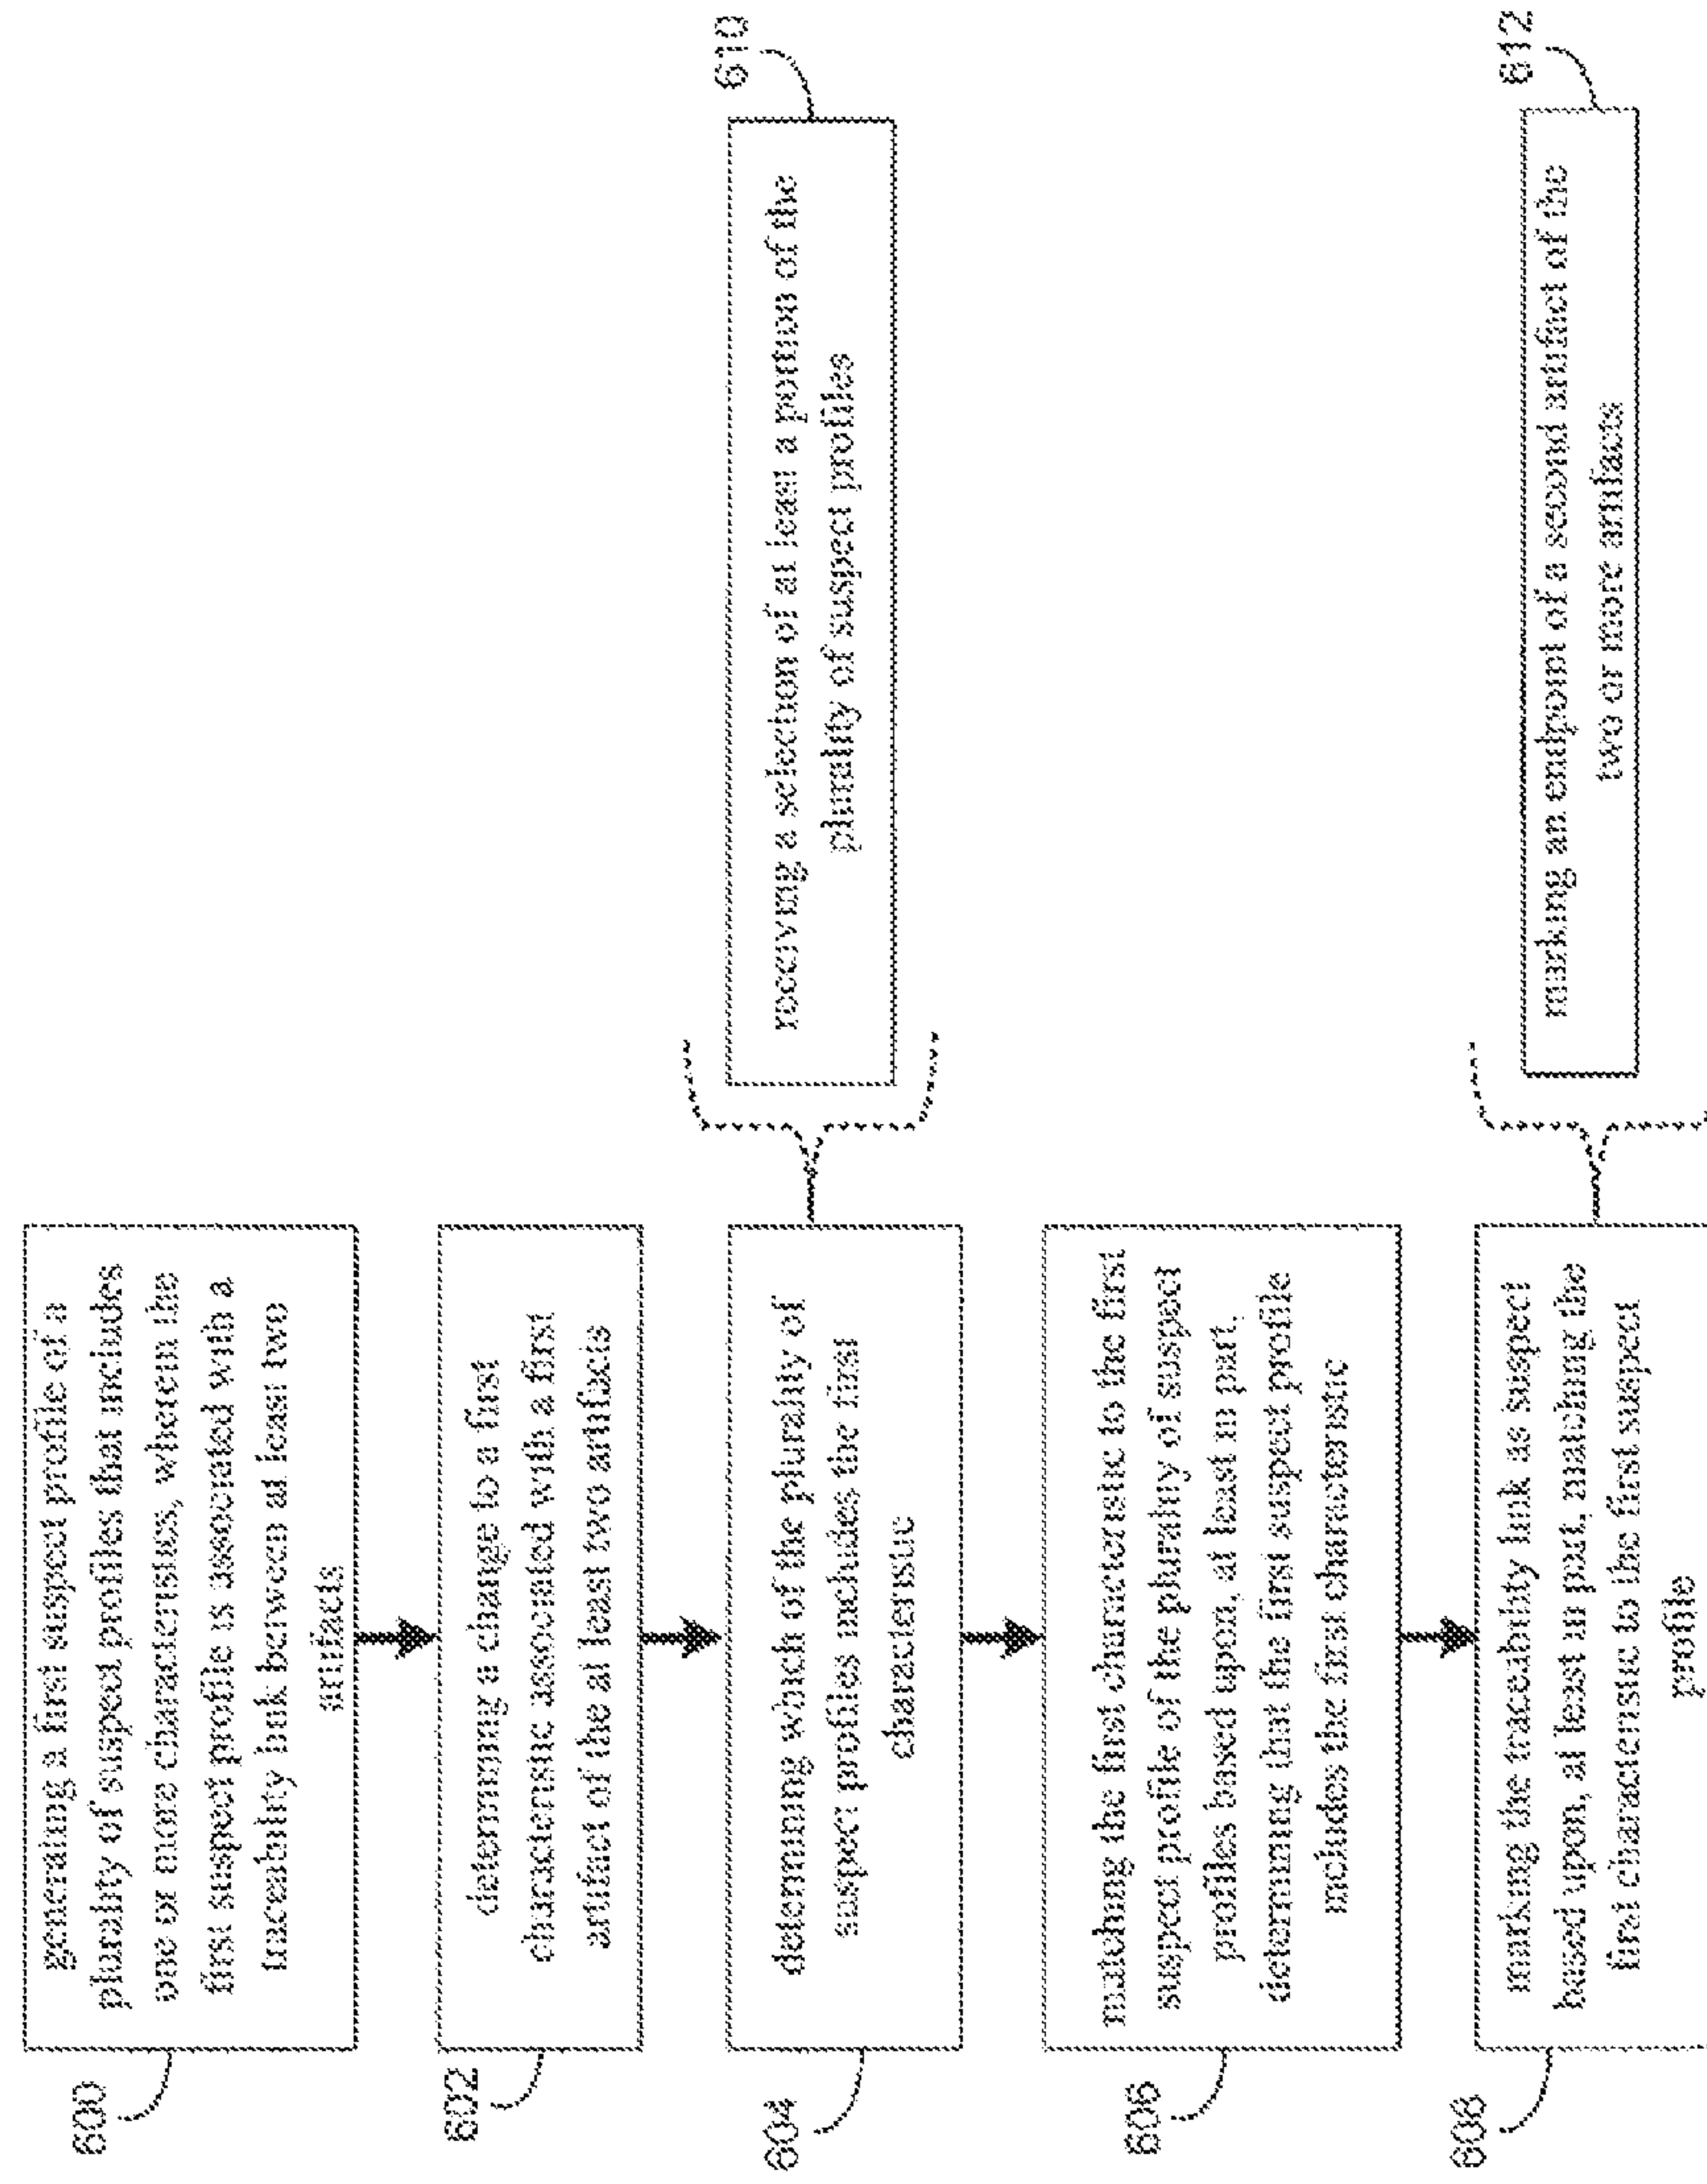 600
generating a first suspect profile of a
plurality of suspect profiles that includes
one or more characteristics, wherein the
first suspect profile is associated with a
traceability link between at least two
artifacts
602
determining a change to a first
characteristic associated with a first
artifact of the at least two artifacts
604
determining which of the plurality of
suspect profiles includes the first
characteristic
610
receiving a selection of at least a portion of the
plurality of suspect profiles
606
matching the first characteristic to the first
suspect profile of the plurality of suspect
profiles based upon, at least in part,
determining that the first suspect profile
includes the first characteristic
608
marking the traceability link as suspect
based upon, at least in part, matching the
first characteristic to the first suspect
profile
612
marking an endpoint of a second artifact of the
two or more artifacts